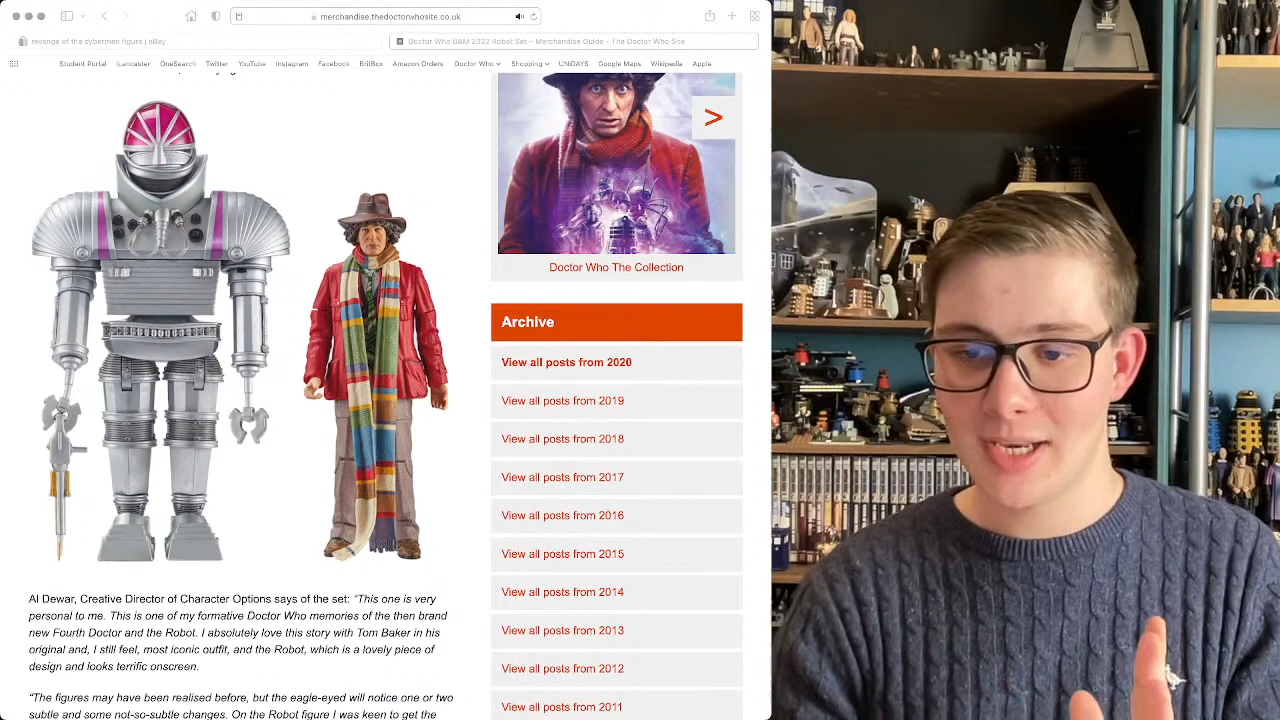 merchandise.thedoctorwhosite.co.uk
revenge of the cybermen figure | eBay
Doctor Who B&M 2022 Robot Set – Merchandise Guide - The Doctor Who Site
Student Portal
iLancaster
OneSearch
Twitter
YouTube
Instagram
Facebook
BritBox
Amazon Orders
Doctor Who
Shopping
UNiDAYS
Google Maps
Wikipedia
Apple
>
Doctor Who The Collection
Archive
View all posts from 2020
View all posts from 2019
View all posts from 2018
View all posts from 2017
View all posts from 2016
View all posts from 2015
View all posts from 2014
View all posts from 2013
View all posts from 2012
View all posts from 2011
Al Dewar, Creative Director of Character Options says of the set: “This one is very
personal to me. This is one of my formative Doctor Who memories of the then brand
new Fourth Doctor and the Robot. I absolutely love this story with Tom Baker in his
original and, I still feel, most iconic outfit, and the Robot, which is a lovely piece of
design and looks terrific onscreen.
“The figures may have been realised before, but the eagle-eyed will notice one or two
subtle and some not-so-subtle changes. On the Robot figure I was keen to get the